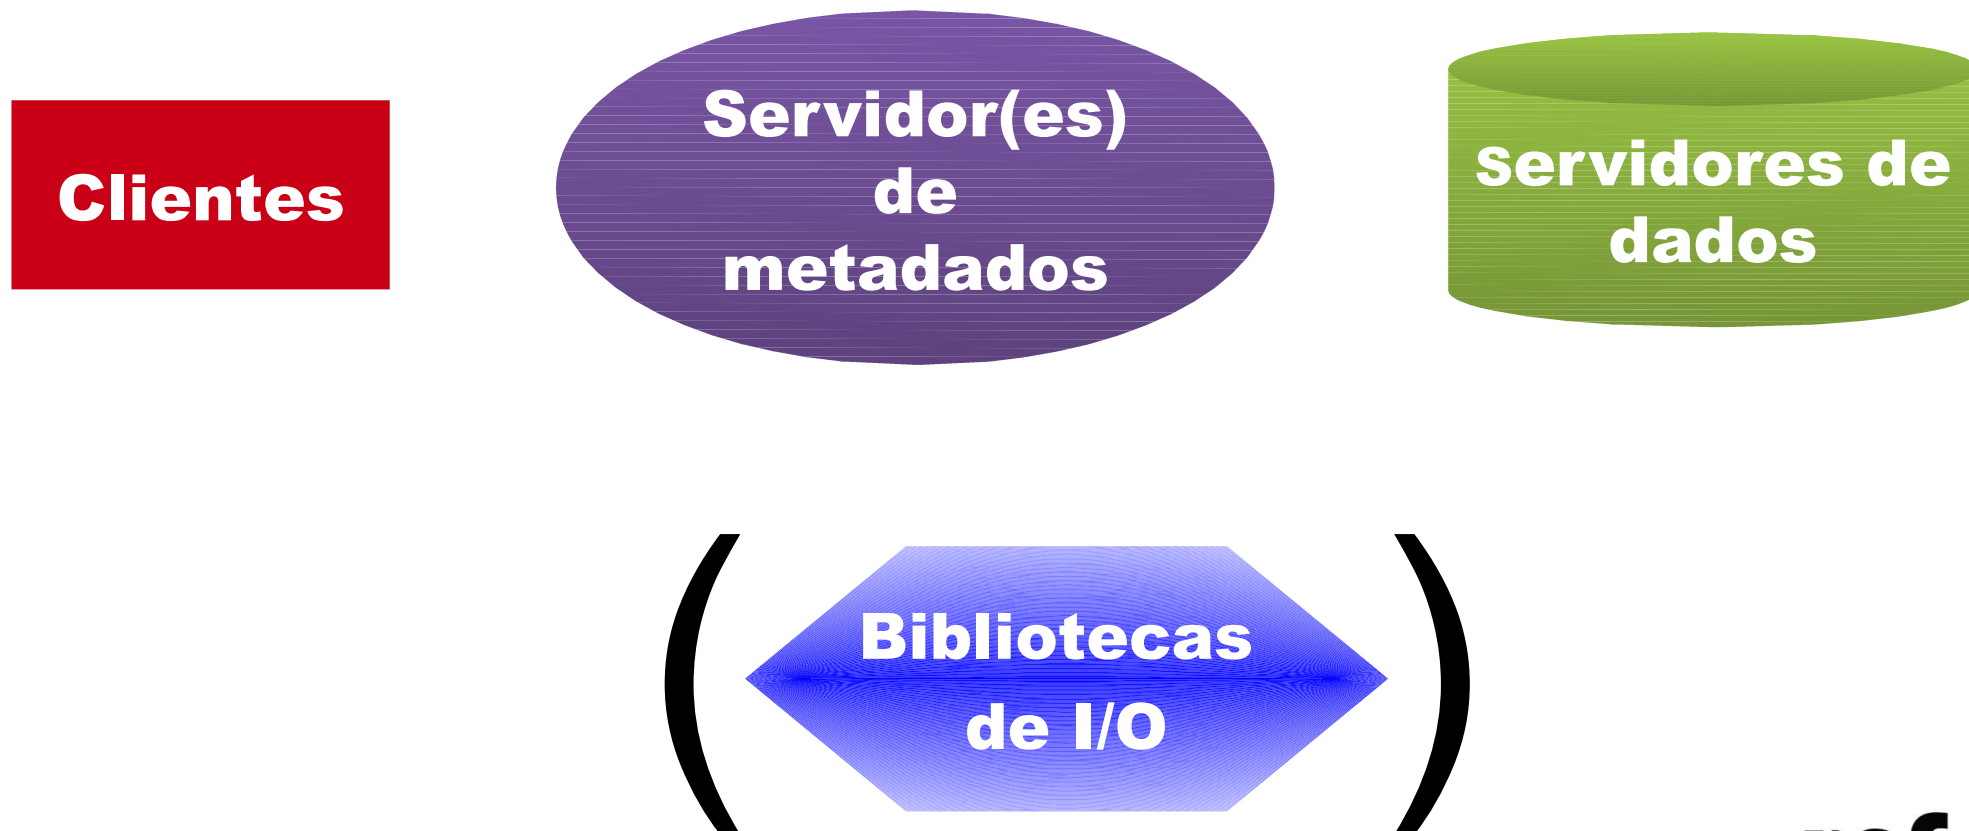 Clientes
Servidor(es)
de
metadados
Servidores de
dados
(
Bibliotecas
de I/O
)